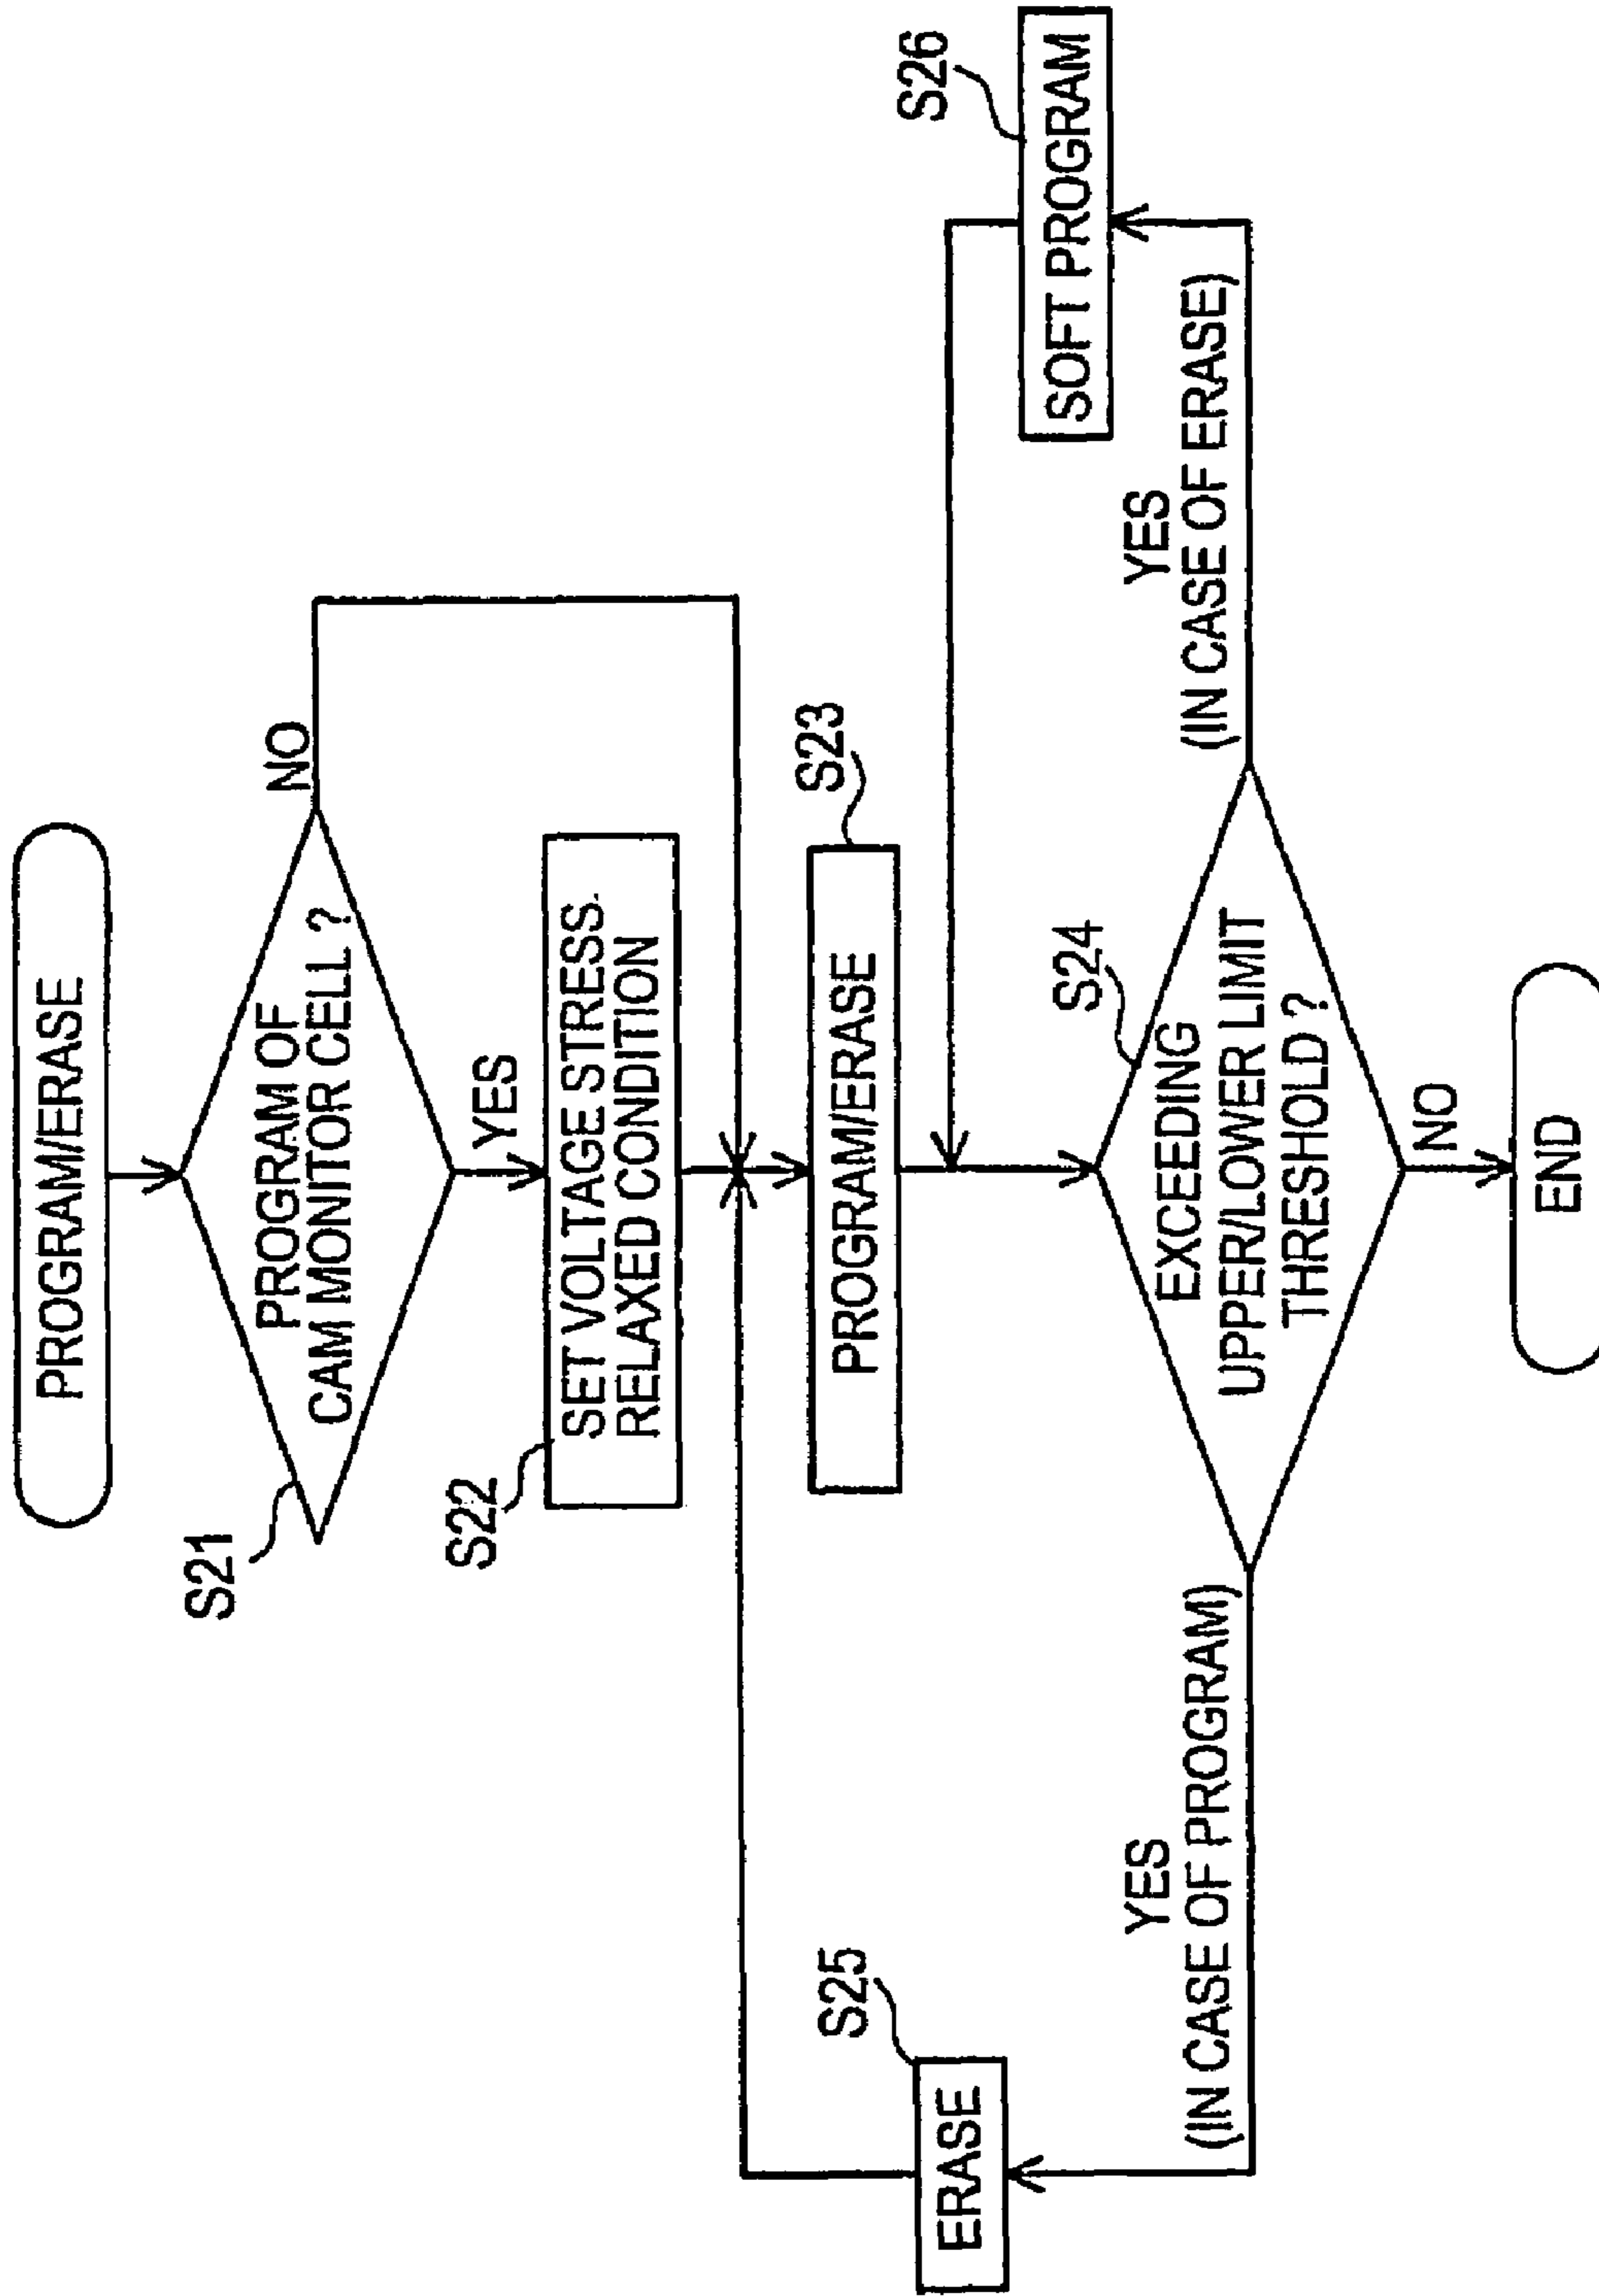 PROGRAM/ERASE
S21
PROGRAM OF
CAM MONITOR CELL ?
NO
YES
S22
SET VOLTAGE STRESS.
RELAXED CONDITION
S23
PROGRAM/ERASE
S24
EXCEEDING
UPPER/LOWER LIMIT
THRESHOLD ?
YES
(IN CASE OF PROGRAM)
S25
ERASE
YES
(IN CASE OF ERASE)
S26
SOFT PROGRAM
NO
END